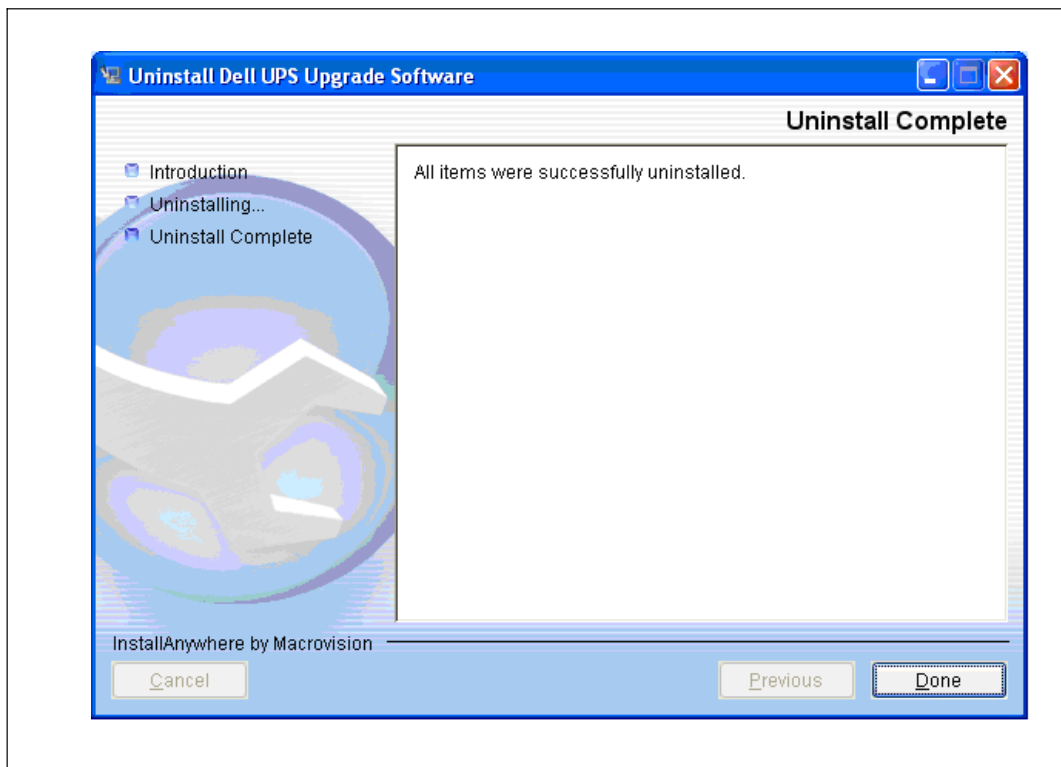 Uninstall Dell UPS Upgrade Software
Uninstall Complete
Introduction
Uninstalling...
Uninstall Complete
All items were successfully uninstalled.
InstallAnywhere by Macrovision
Cancel
Previous
Done